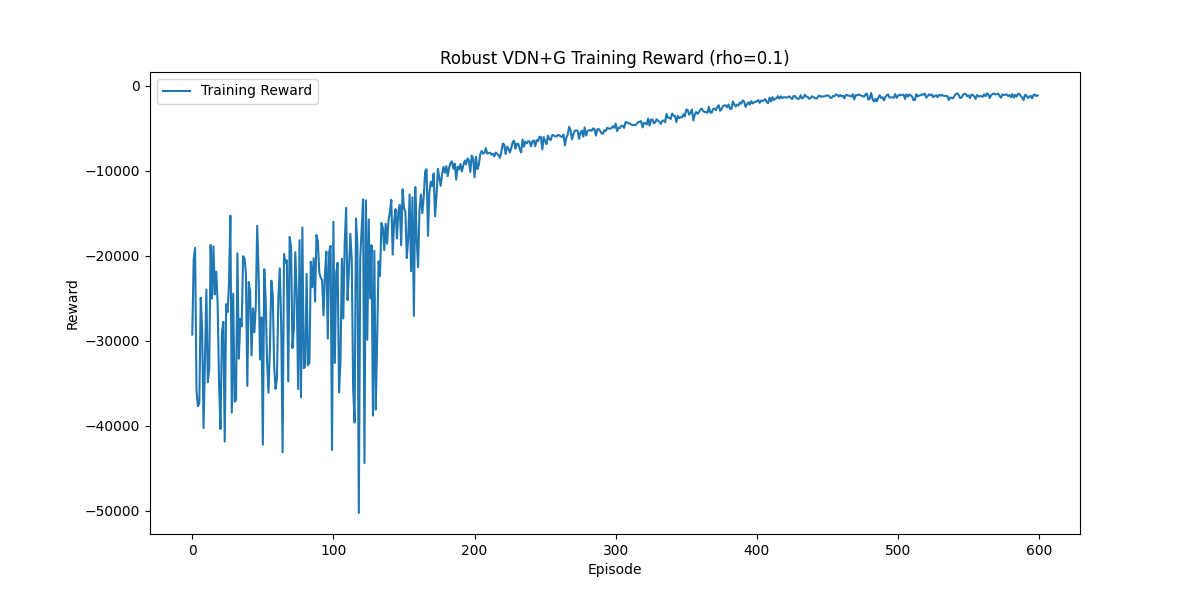 Robust VDN+G Training Reward (rho=0.1)
Training Reward
0
−10000
−20000
−30000
−40000
−50000
Reward
0 100 200 300 400 500 600
Episode